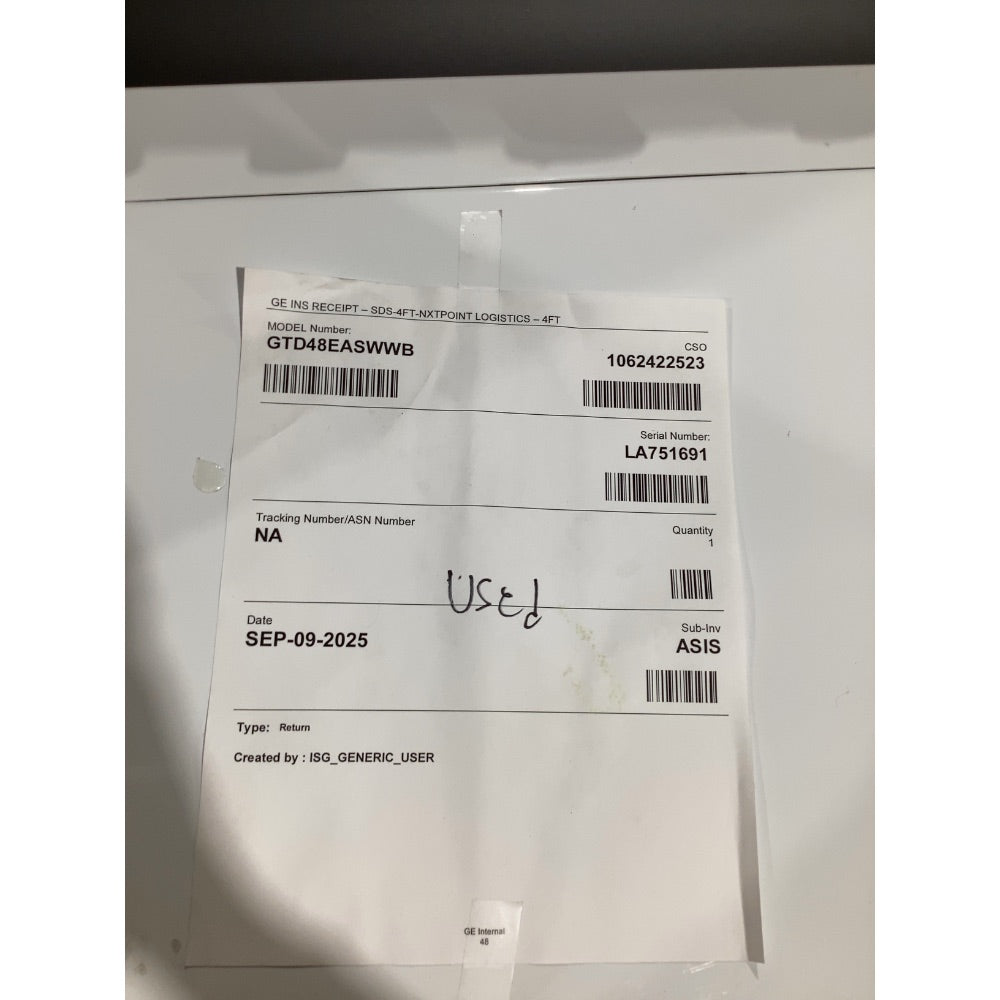 GE INS RECEIPT – SDS-4FT-NXTPOINT LOGISTICS – 4FT
MODEL Number:
GTD48EASWWB
CSO
1062422523
Serial Number:
LA751691
Tracking Number/ASN Number
NA
Quantity
1
USED
Date
SEP-09-2025
Sub-Inv
ASIS
Type: Return
Created by : ISG_GENERIC_USER
GE Internal
48